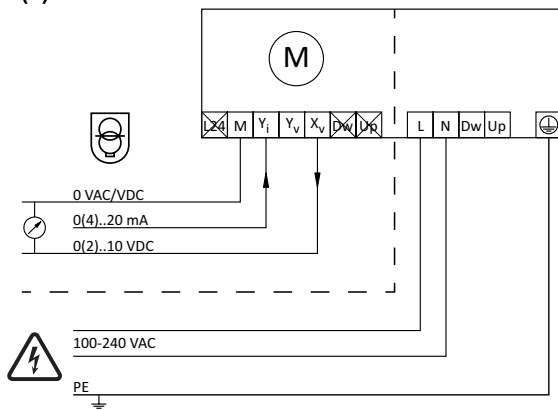 M
L24 M Yi Yv Xv Dw Up L N Dw Up
0 VAC/VDC
0(4)..20 mA
0(2)..10 VDC
100-240 VAC
PE